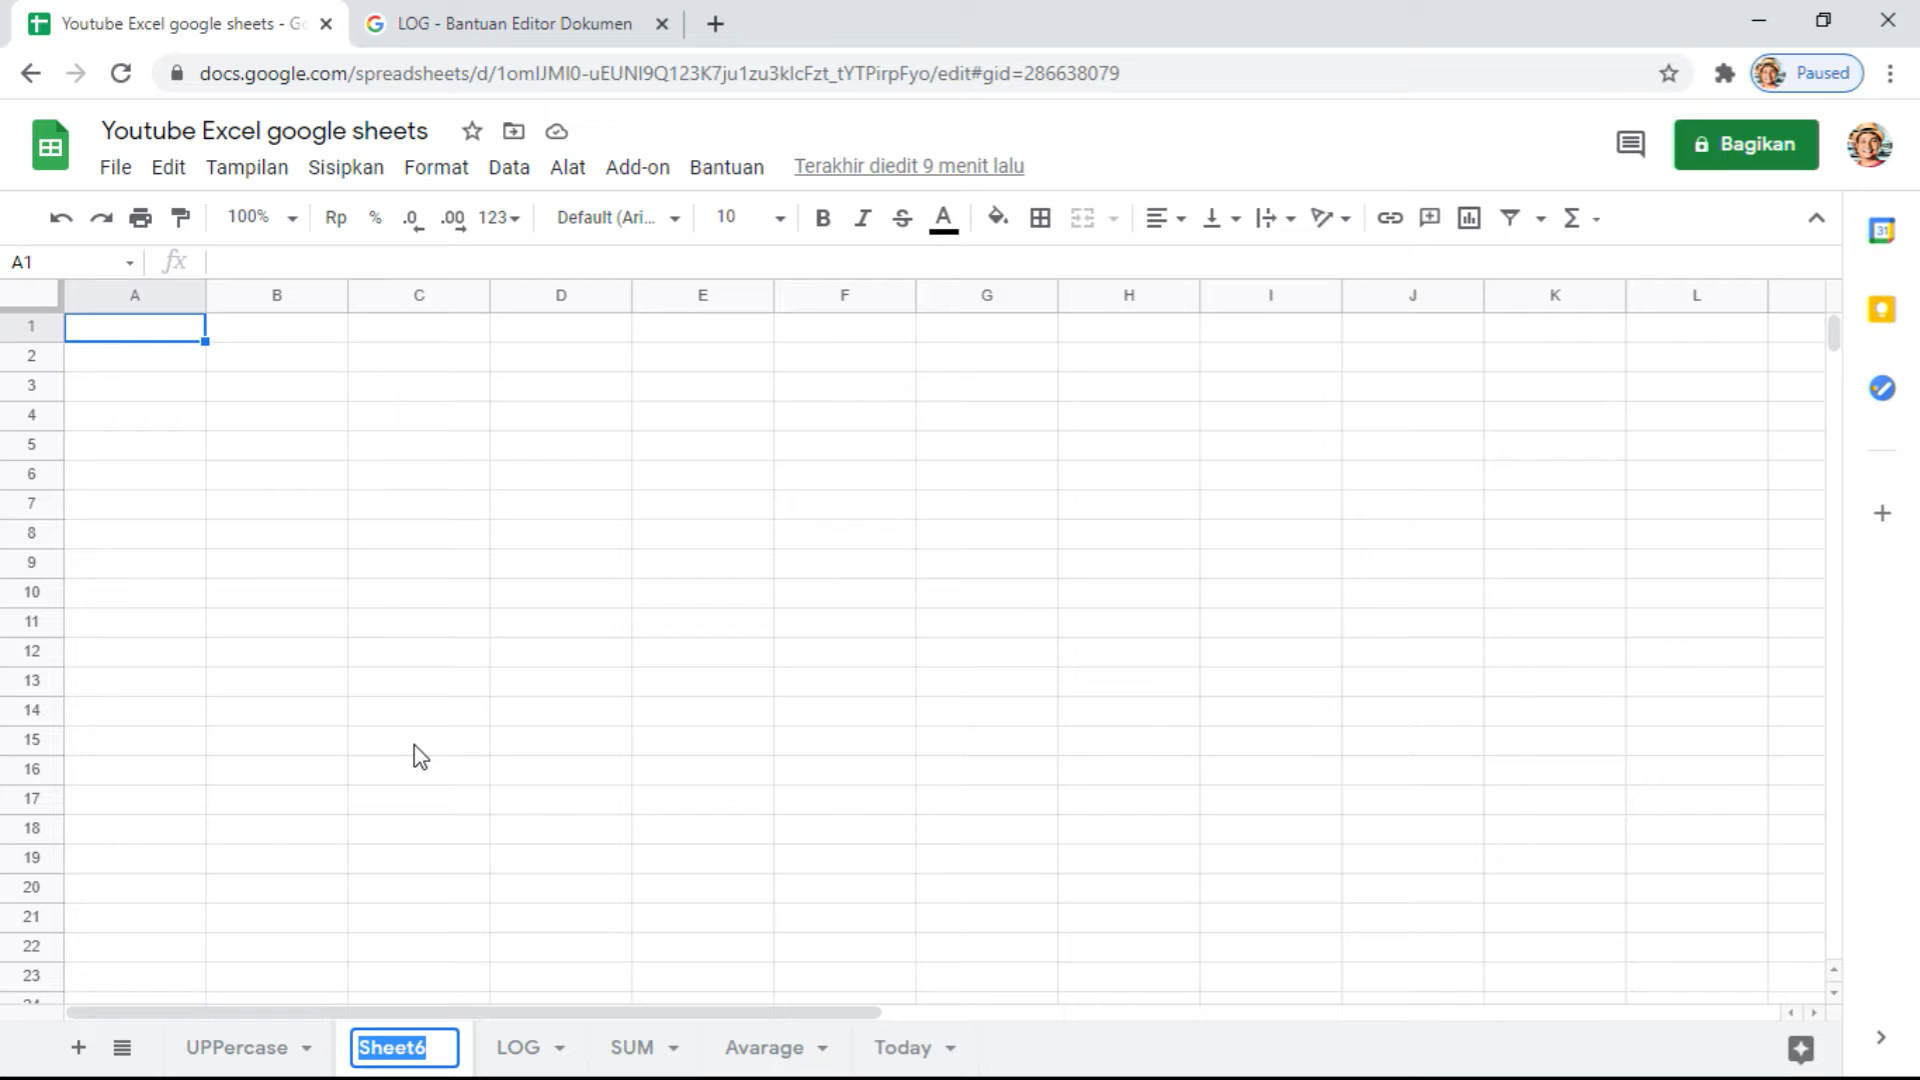 Youtube Excel google sheets - Go
LOG - Bantuan Editor Dokumen
docs.google.com/spreadsheets/d/1omIJMI0-uEUNI9Q123K7ju1zu3kIcFzt_tYTPirpFyo/edit#gid=286638079
Paused
Youtube Excel google sheets
Bagikan
File Edit Tampilan Sisipkan Format Data Alat Add-on Bantuan Terakhir diedit 9 menit lalu
100% Rp % .0 .00 123 Default (Ari... 10 B I S A Σ
31
A1 fx
A B C D E F G H I J K L
1
2
3
4
5
6
7
8
9
10
11
12
13
14
15
16
17
18
19
20
21
22
23
24
UPPercase Sheet6 LOG SUM Avarage Today